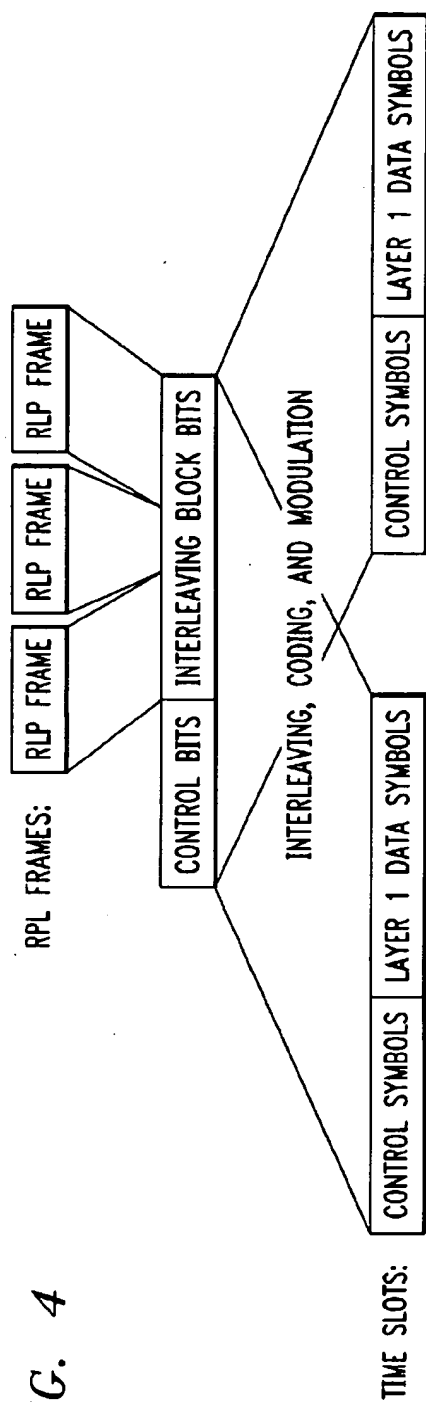 G. 4
RPL FRAMES:
RLP FRAME
RLP FRAME
RLP FRAME
CONTROL BITS
INTERLEAVING BLOCK BITS
INTERLEAVING, CODING, AND MODULATION
TIME SLOTS:
CONTROL SYMBOLS
LAYER 1 DATA SYMBOLS
CONTROL SYMBOLS
LAYER 1 DATA SYMBOLS